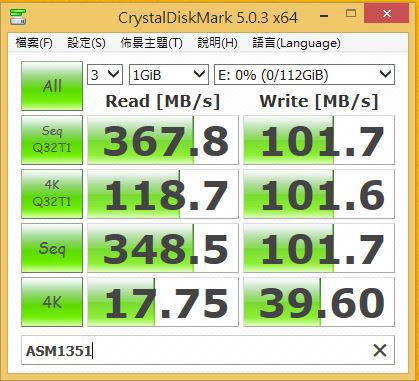 CrystalDiskMark 5.0.3 x64
檔案(F) 設定(S) 佈景主題(T) 說明(H) 語言(Language)
All 3 1GiB E: 0% (0/112GiB)
Read [MB/s] Write [MB/s]
Seq Q32T1 367.8 101.7
4K Q32T1 118.7 101.6
Seq 348.5 101.7
4K 17.75 39.60
ASM1351